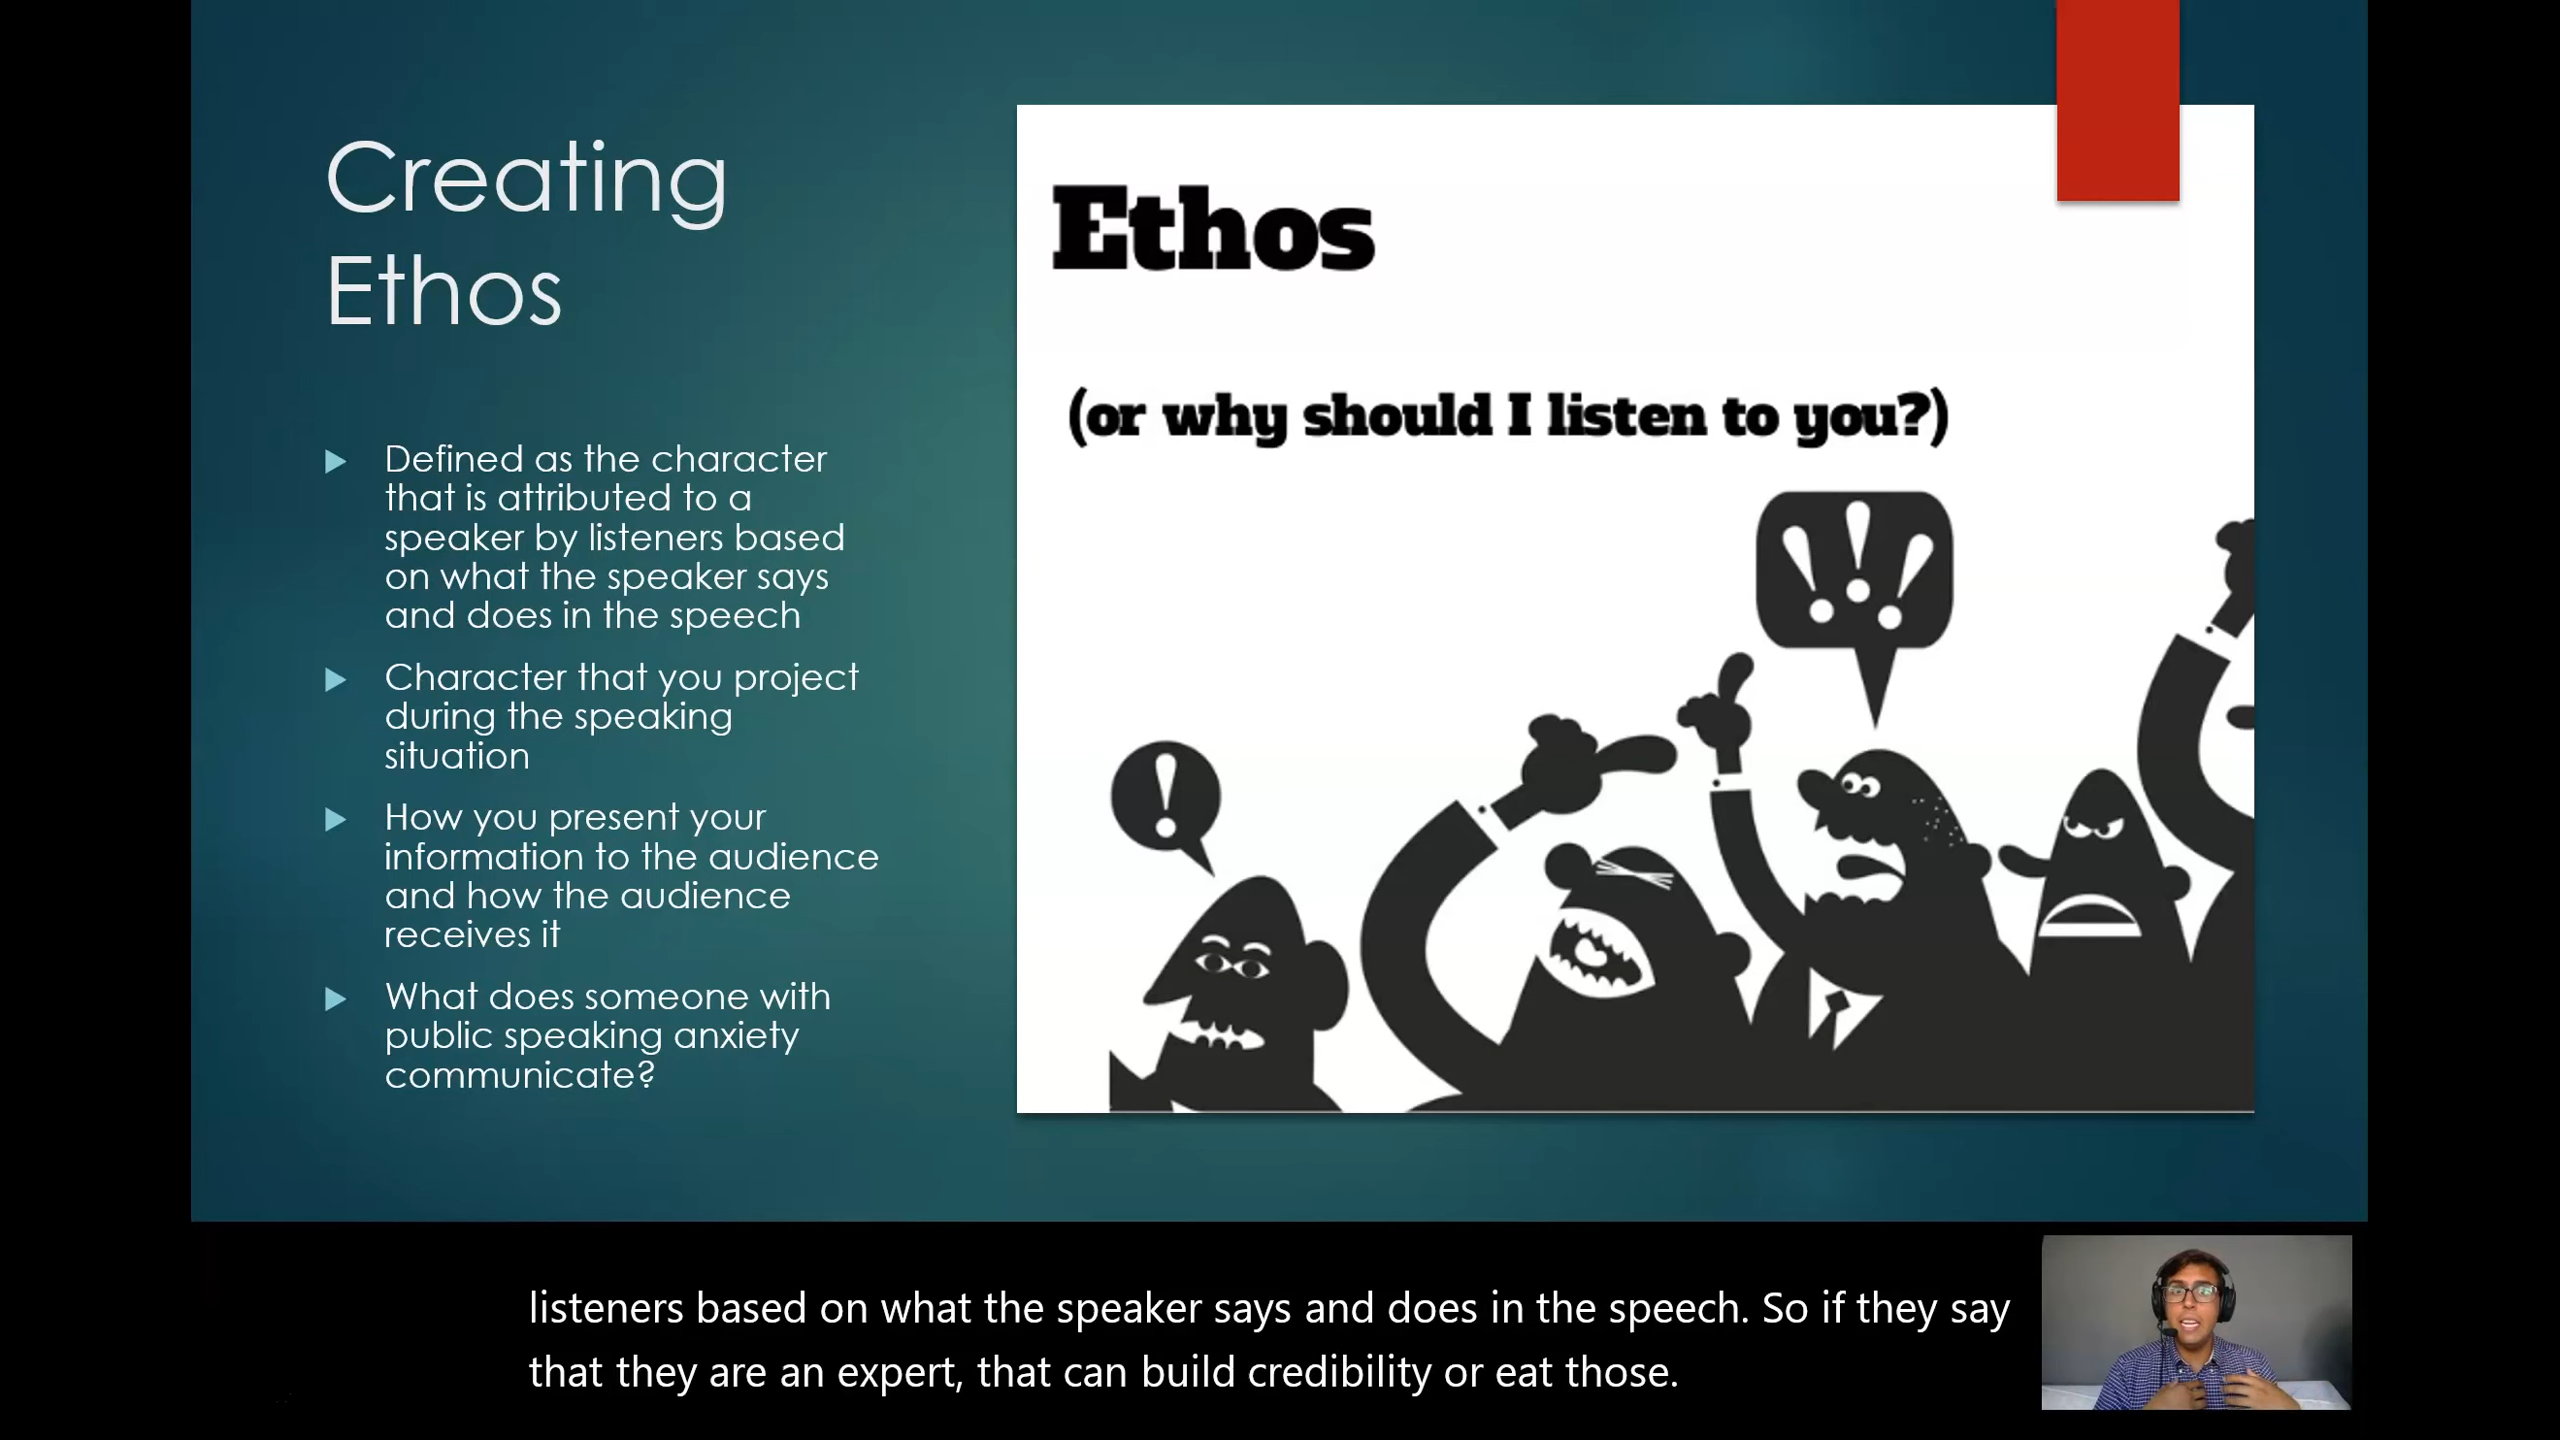 Creating
Ethos
Defined as the character
that is attributed to a
speaker by listeners based
on what the speaker says
and does in the speech
Character that you project
during the speaking
situation
How you present your
information to the audience
and how the audience
receives it
What does someone with
public speaking anxiety
communicate?
Ethos
(or why should I listen to you?)
!
!!!
listeners based on what the speaker says and does in the speech. So if they say
that they are an expert, that can build credibility or eat those.